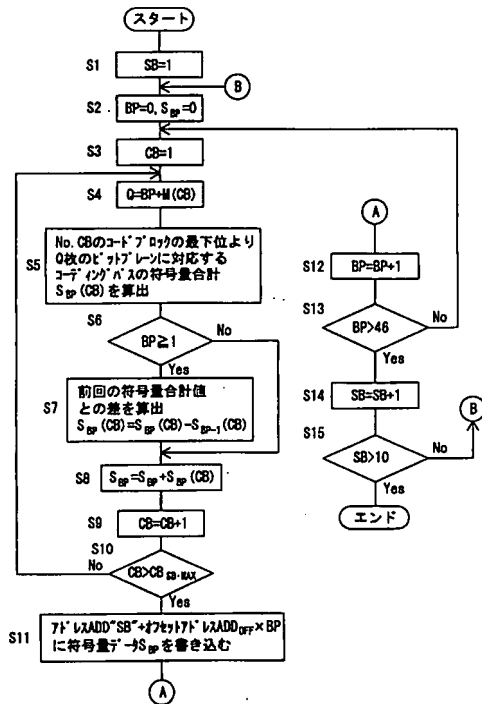 スタート
S1
SB=1
B
S2
BP=0, S_BP=0
S3
CB=1
S4
Q=BP+M(CB)
S5
No. CBのコードブロックの最下位より
Q枚のビットプレーンに対応する
コーディングパスの符号量合計
S_BP(CB)を算出
S6
BP≧1
No
Yes
S7
前回の符号量合計値
との差を算出
S_BP(CB)=S_BP(CB)-S_BP-1(CB)
S8
S_BP=S_BP+S_BP(CB)
S9
CB=CB+1
S10
No
CB>CB_SB・MAX
Yes
S11
アドレスADD"SB"+オフセットアドレスADD_OFF×BP
に符号量データS_BPを書き込む
A
A
S12
BP=BP+1
S13
BP>46
No
Yes
S14
SB=SB+1
B
S15
SB>10
No
Yes
エンド